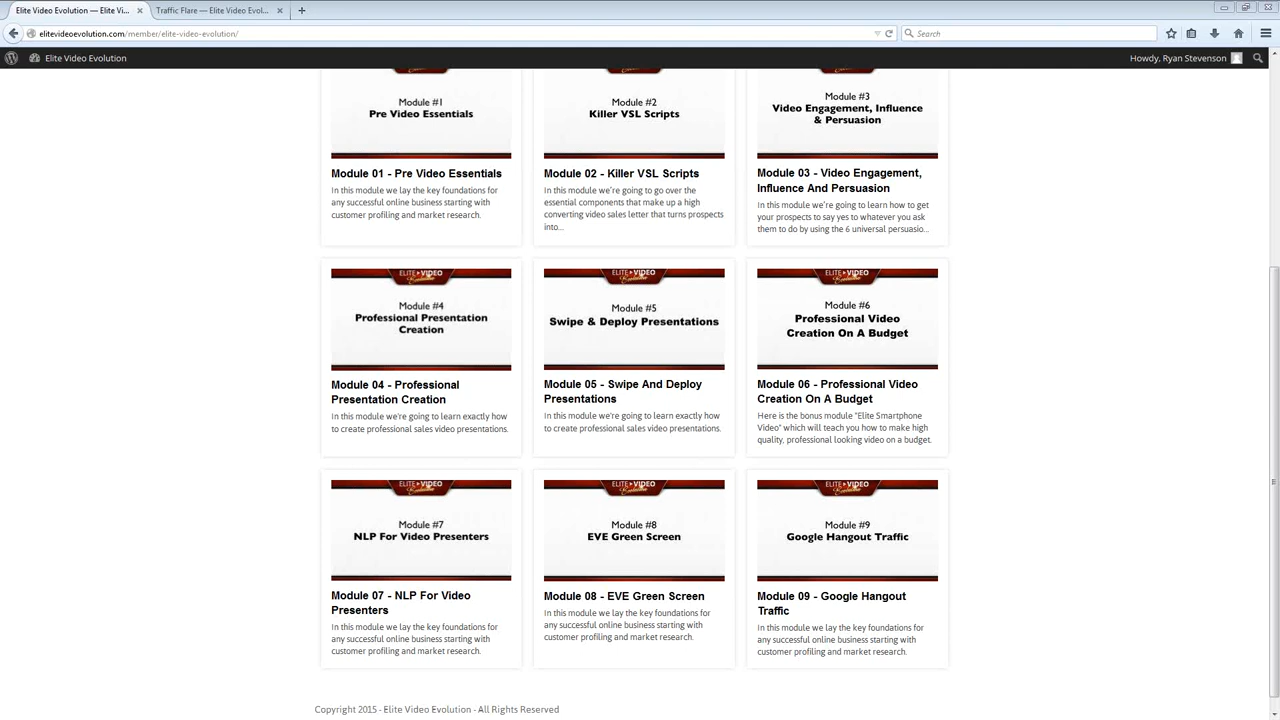 Elite Video Evolution — Elite Vi... × Traffic Flare — Elite Video Evol... × +
elitevideoevolution.com/member/elite-video-evolution/ Search
Elite Video Evolution Howdy, Ryan Stevenson
Module #1
Pre Video Essentials
Module 01 - Pre Video Essentials
In this module we lay the key foundations for
any successful online business starting with
customer profiling and market research.
Module #2
Killer VSL Scripts
Module 02 - Killer VSL Scripts
In this module we're going to go over the
essential components that make up a high
converting video sales letter that turns prospects
into...
Module #3
Video Engagement, Influence
& Persuasion
Module 03 - Video Engagement,
Influence And Persuasion
In this module we're going to learn how to get
your prospects to say yes to whatever you ask
them to do by using the 6 universal persuasio...
ELITE VIDEO
Evolution
Module #4
Professional Presentation
Creation
Module 04 - Professional
Presentation Creation
In this module we're going to learn exactly how
to create professional sales video presentations.
ELITE VIDEO
Evolution
Module #5
Swipe & Deploy Presentations
Module 05 - Swipe And Deploy
Presentations
In this module we're going to learn exactly how
to create professional sales video presentations.
ELITE VIDEO
Evolution
Module #6
Professional Video
Creation On A Budget
Module 06 - Professional Video
Creation On A Budget
Here is the bonus module "Elite Smartphone
Video" which will teach you how to make high
quality, professional looking video on a budget.
ELITE VIDEO
Evolution
Module #7
NLP For Video Presenters
Module 07 - NLP For Video
Presenters
In this module we lay the key foundations for
any successful online business starting with
customer profiling and market research.
ELITE VIDEO
Evolution
Module #8
EVE Green Screen
Module 08 - EVE Green Screen
In this module we lay the key foundations for
any successful online business starting with
customer profiling and market research.
ELITE VIDEO
Evolution
Module #9
Google Hangout Traffic
Module 09 - Google Hangout
Traffic
In this module we lay the key foundations for
any successful online business starting with
customer profiling and market research.
Copyright 2015 - Elite Video Evolution - All Rights Reserved